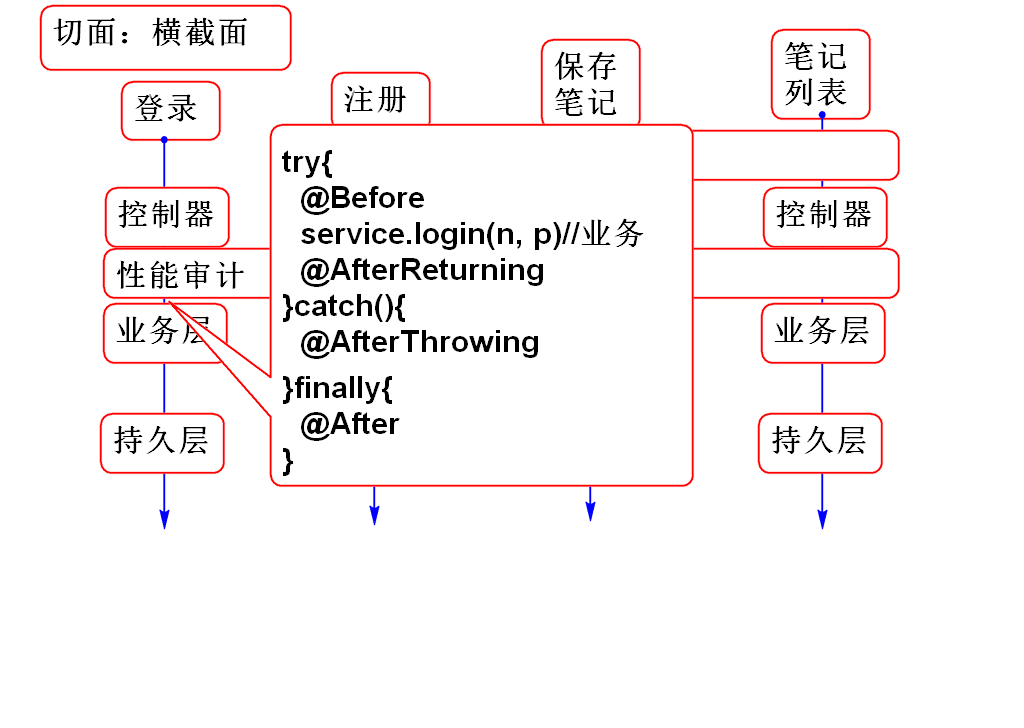 切面：横截面
登录
注册
保存
笔记
笔记
列表
控制器
控制器
性能审计
业务层
业务层
持久层
持久层
try{
@Before
service.login(n, p)//业务
@AfterReturning
}catch(){
@AfterThrowing
}finally{
@After
}